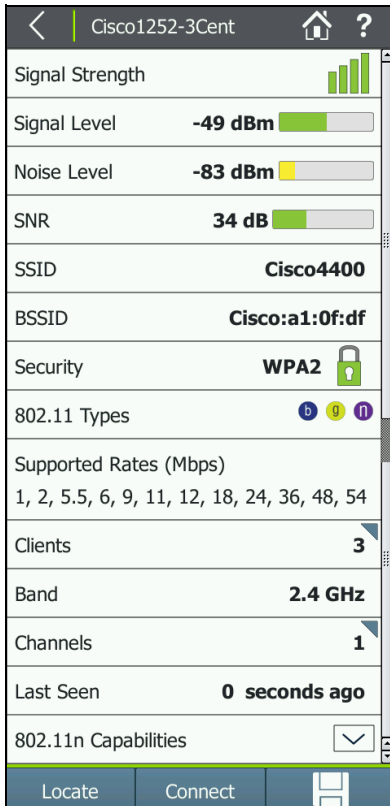 Cisco1252-3Cent ?
Signal Strength
Signal Level -49 dBm
Noise Level -83 dBm
SNR 34 dB
SSID Cisco4400
BSSID Cisco:a1:0f:df
Security WPA2
802.11 Types b g n
Supported Rates (Mbps)
1, 2, 5.5, 6, 9, 11, 12, 18, 24, 36, 48, 54
Clients 3
Band 2.4 GHz
Channels 1
Last Seen 0 seconds ago
802.11n Capabilities
Locate Connect